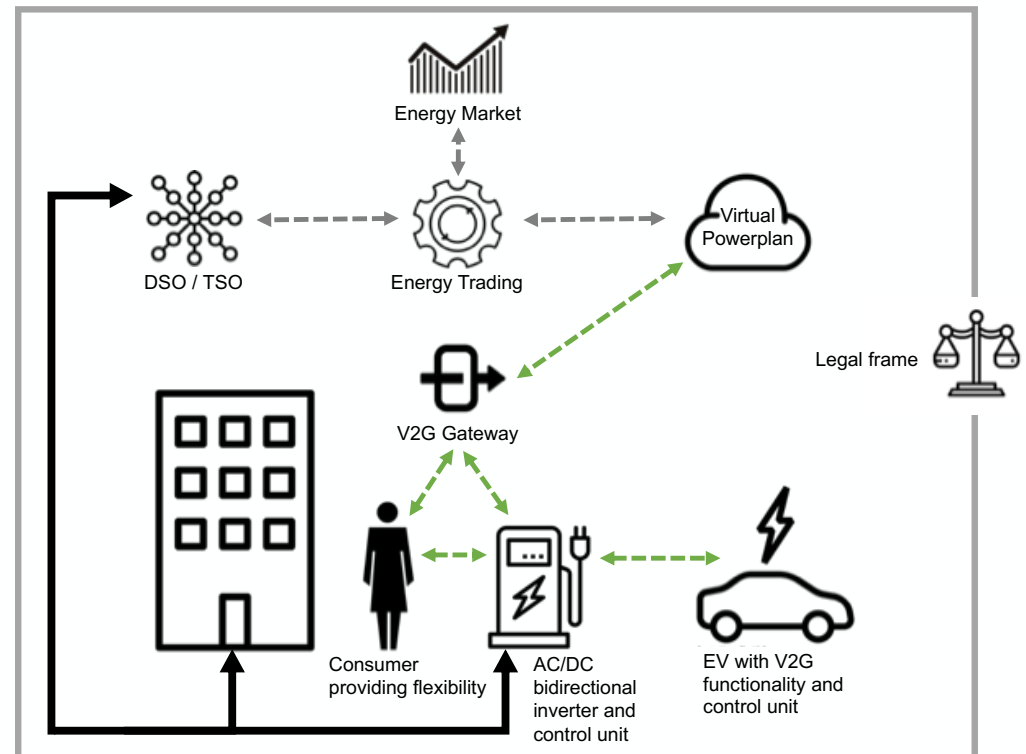 Energy Market
DSO / TSO
Energy Trading
Virtual
Powerplan
Legal frame
V2G Gateway
Consumer
providing flexibility
AC/DC
bidirectional
inverter and
control unit
EV with V2G
functionality and
control unit